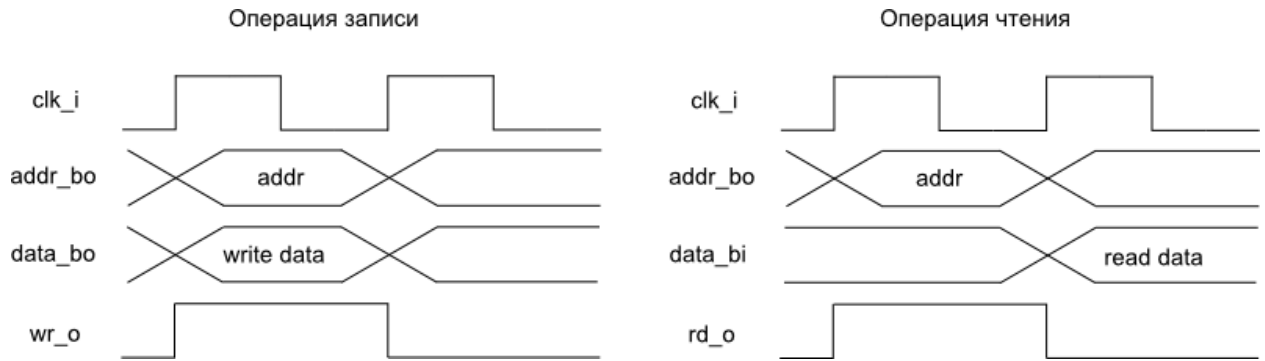 Операция записи
clk_i
addr_bo
addr
data_bo
write data
wr_o
Операция чтения
clk_i
addr_bo
addr
data_bi
read data
rd_o